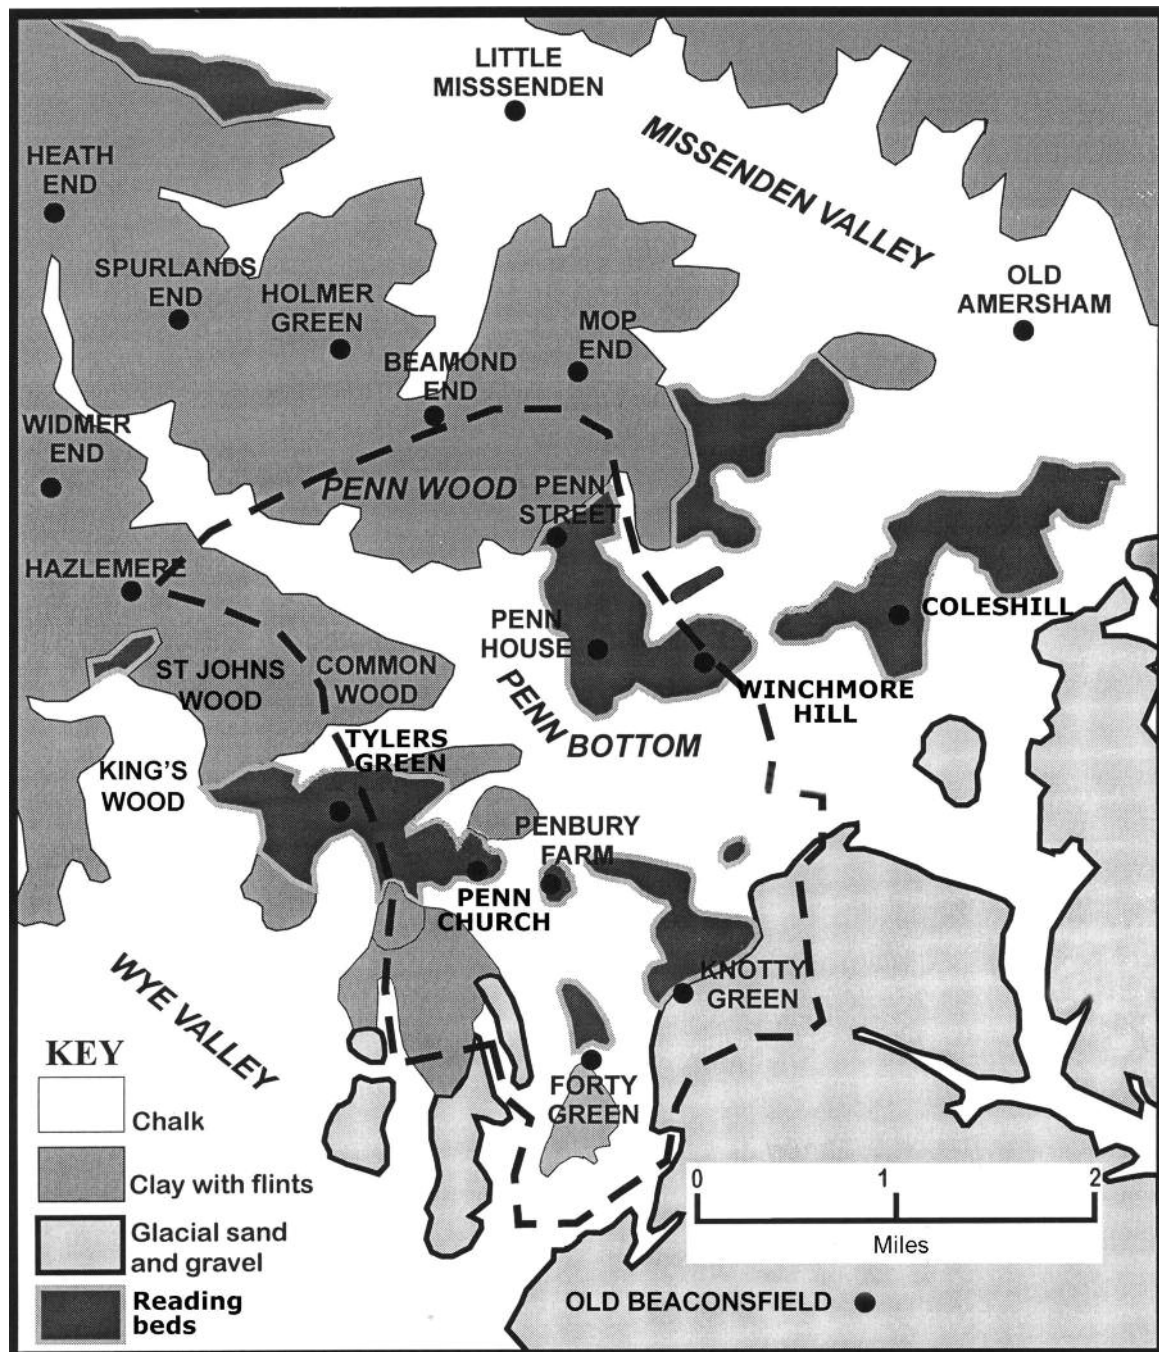 LITTLE
MISSSENDEN
MISSENDEN VALLEY
HEATH
END
SPURLANDS
END
HOLMER
GREEN
OLD
AMERSHAM
MOP
END
BEAMOND
END
WIDMER
END
PENN WOOD
PENN
STREET
HAZLEMERE
COLESHILL
PENN
HOUSE
ST JOHNS
WOOD
COMMON
WOOD
WINCHMORE
HILL
PENN
BOTTOM
TYLERS
GREEN
KING'S
WOOD
PENBURY
FARM
PENN
CHURCH
WYE VALLEY
KNOTTY
GREEN
FORTY
GREEN
KEY
Chalk
Clay with flints
Glacial sand
and gravel
Reading
beds
0 1 2
Miles
OLD BEACONSFIELD